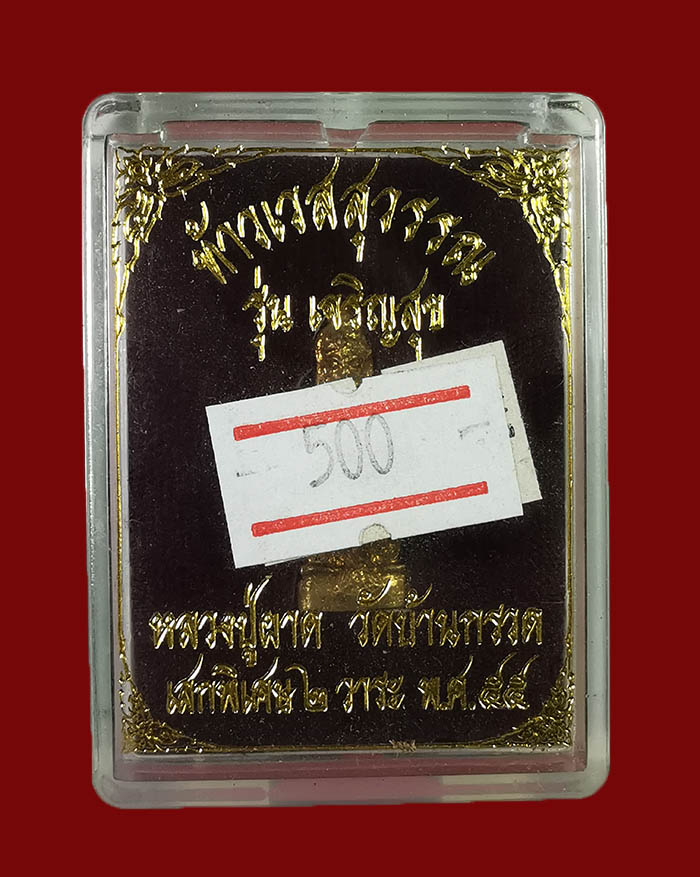 ท้าวเวสสุวรรณ
รุ่น เจริญสุข
500
หลวงปู่ผาด วัดบ้านกรวด
เสกพิเศษ ๒ วาระ พ.ศ. ๕๕